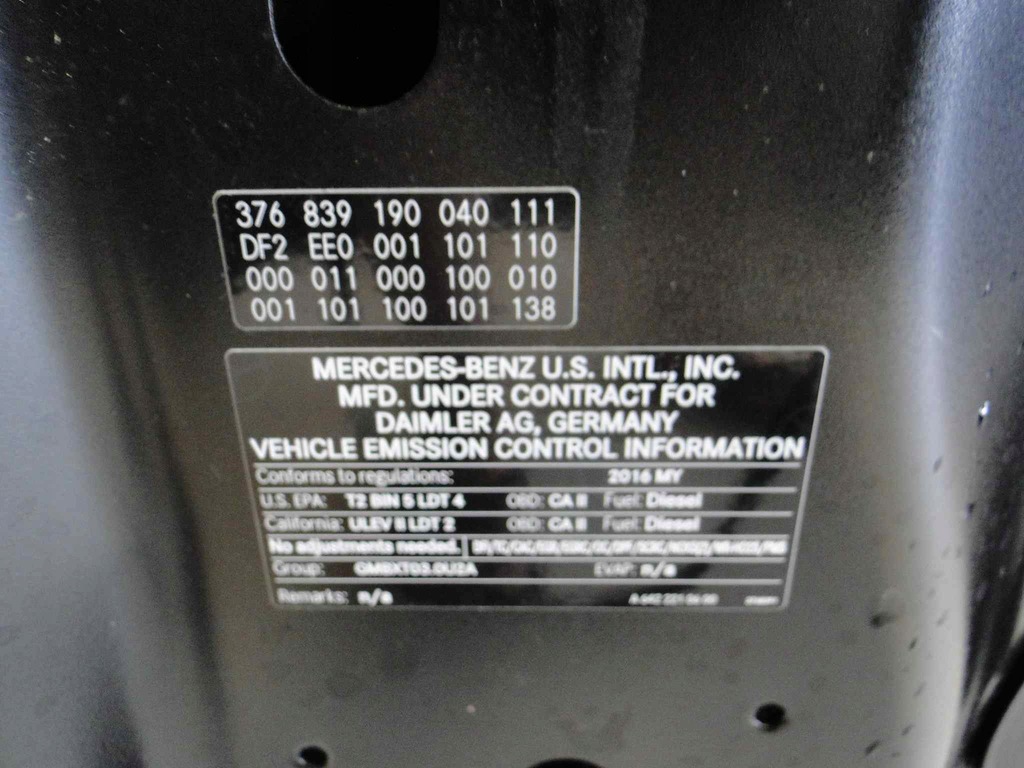 376 839 190 040 111
DF2 EE0 001 101 110
000 011 000 100 010
001 101 100 101 138
MERCEDES-BENZ U.S. INTL., INC.
MFD. UNDER CONTRACT FOR
DAIMLER AG, GERMANY
VEHICLE EMISSION CONTROL INFORMATION
Conforms to regulations: 2016 MY
U.S. EPA: T2 BIN 5 LDT 4 OBD: CA II Fuel: Diesel
California: ULEV II LDT 2 OBD: CA II Fuel: Diesel
No adjustments needed.
Group: GMBXT03.0U2A EVAP: n/a
Remarks: n/a